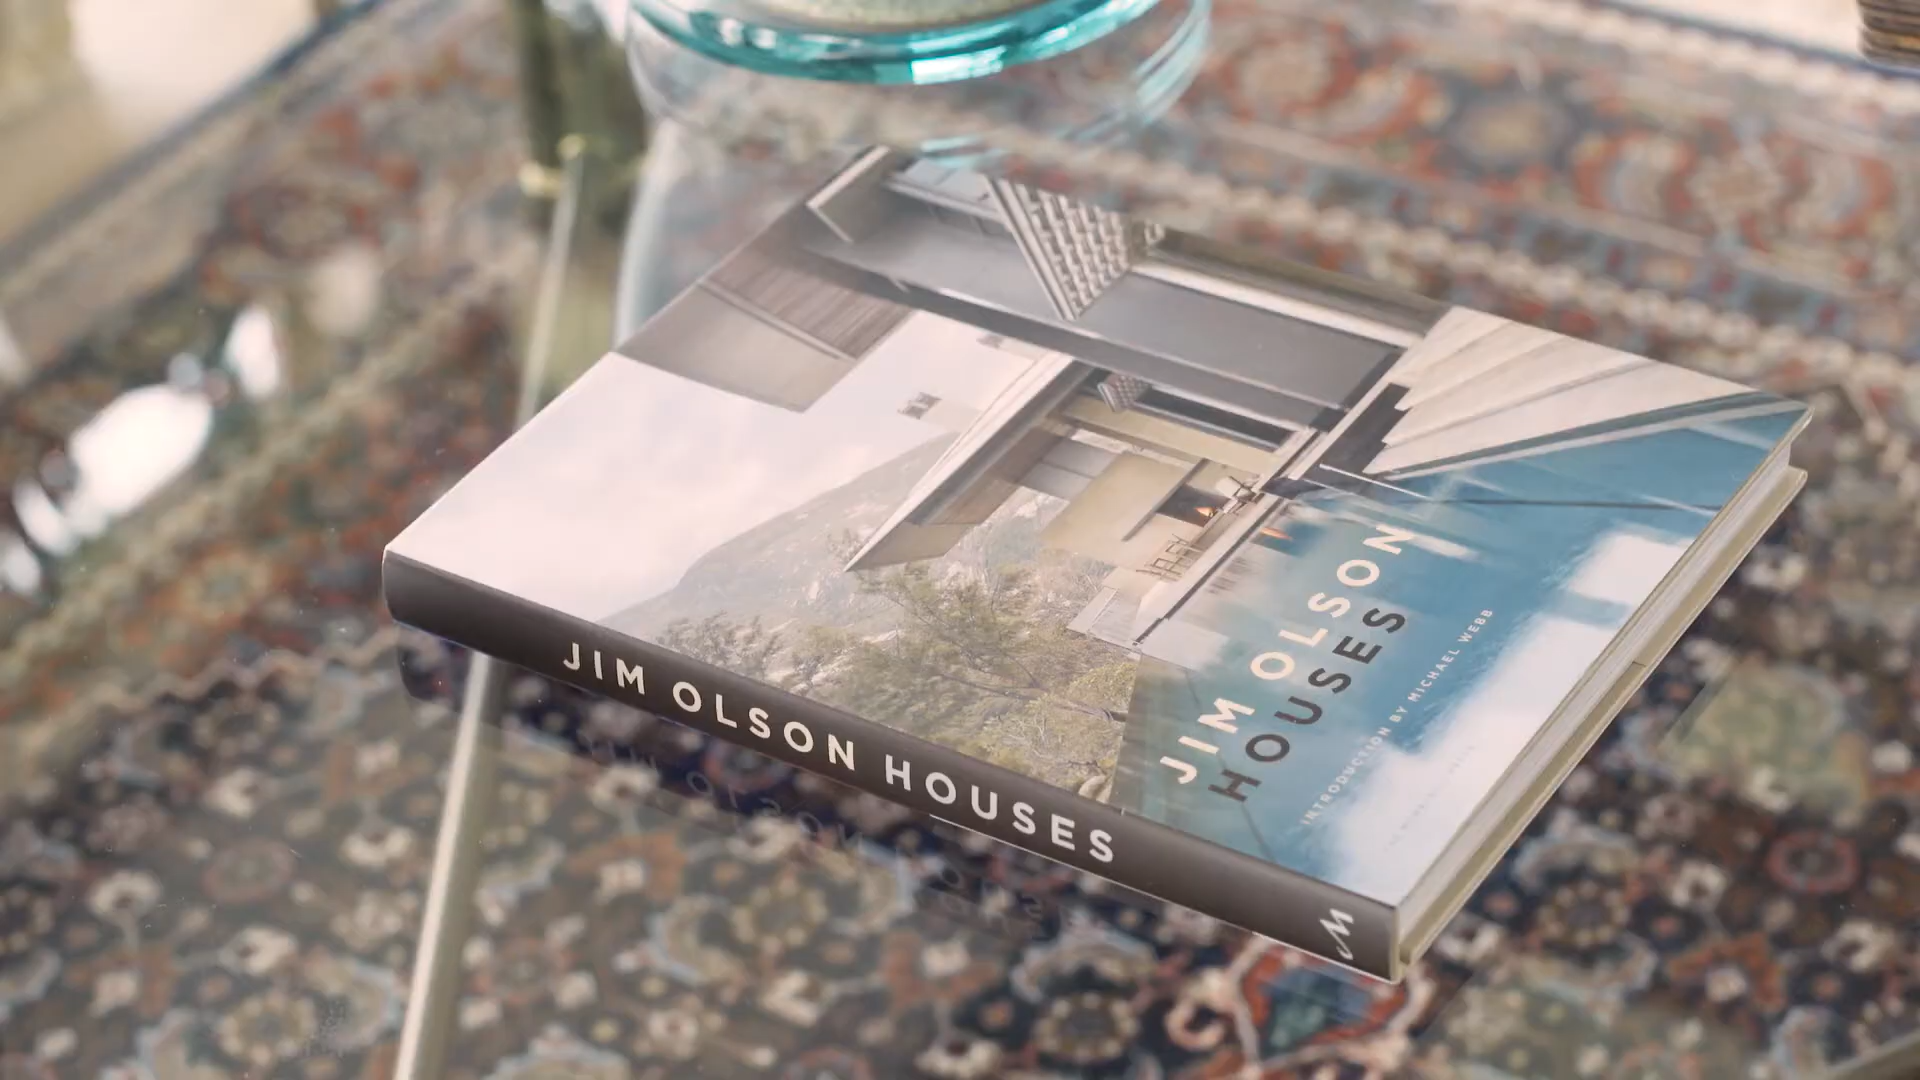 JIM OLSON
HOUSES
INTRODUCTION BY MICHAEL WEBB
JIM OLSON HOUSES
M